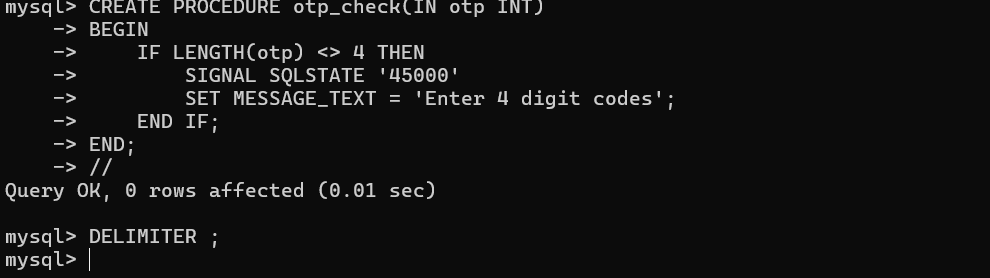 mysql> CREATE PROCEDURE otp_check(IN otp INT)
    -> BEGIN
    ->     IF LENGTH(otp) <> 4 THEN
    ->         SIGNAL SQLSTATE '45000'
    ->         SET MESSAGE_TEXT = 'Enter 4 digit codes';
    ->     END IF;
    -> END;
    -> //
Query OK, 0 rows affected (0.01 sec)

mysql> DELIMITER ;
mysql>